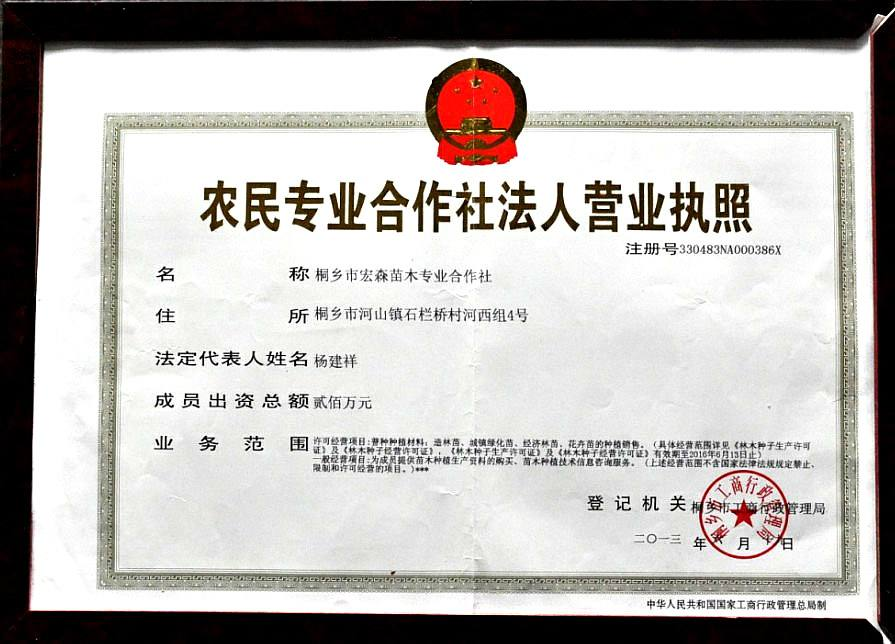 农民专业合作社法人营业执照
注册号330483NA000386X
名称 桐乡市宏森苗木专业合作社
住所 桐乡市河山镇石栏桥村河西组4号
法定代表人姓名 杨建祥
成员出资总额 贰佰万元
业务范围 许可经营项目:普种种植材料:造林苗、城镇绿化苗、经济林苗、花卉苗的种植销售。(具体经营范围详见《林木种子生产许可
证》及《林木种子经营许可证》,《林木种子生产许可证》及《林木种子经营许可证》有效期至2016年6月13日止)
一般经营项目:为成员提供苗木种植生产资料的购买、苗木种植技术信息咨询服务。(上述经营范围不含国家法律法规规定禁止、
限制和许可经营的项目。)***
登记机关 桐乡市工商行政管理局
桐乡市工商行政管理局
二〇一三 年 月 日
中华人民共和国国家工商行政管理总局制